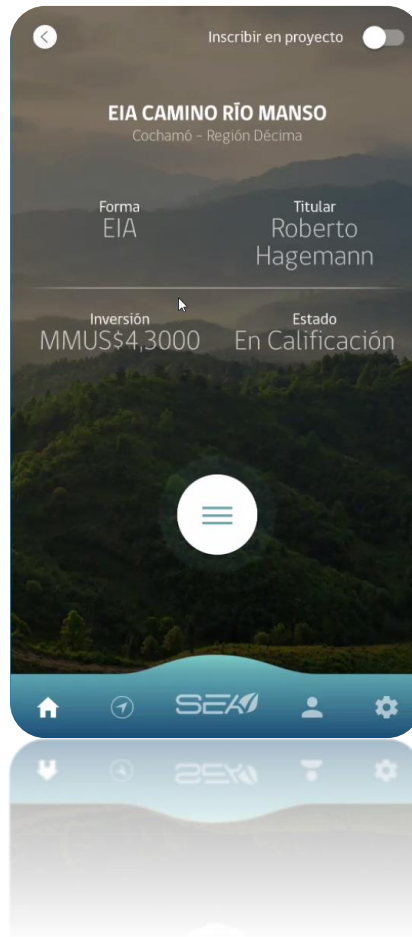 Inscribir en proyecto
EIA CAMINO RÍO MANSO
Cochamó - Región Décima
Forma
EIA
Titular
Roberto
Hagemann
Inversión
MMUS$4,3000
Estado
En Calificación
SEA